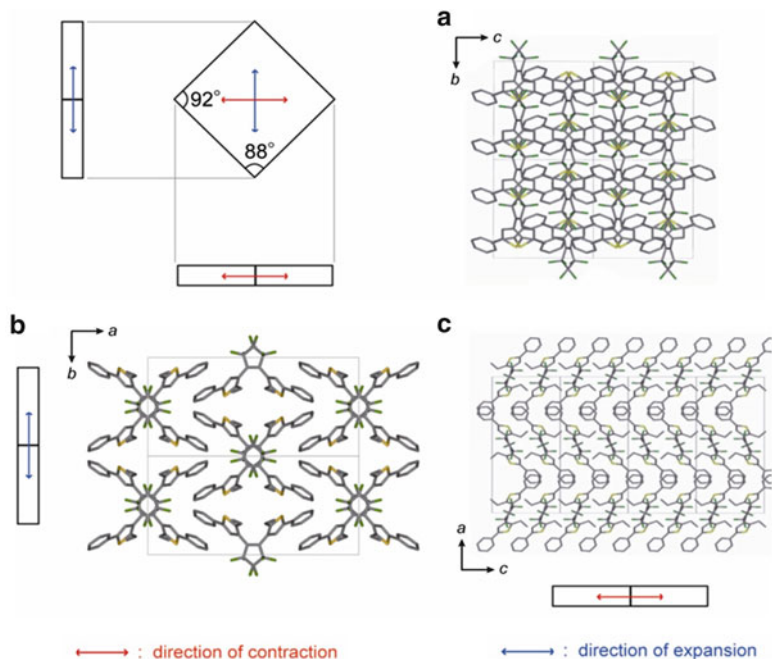 92°
88°
a
c
b
b
a
b
c
a
c
: direction of contraction
: direction of expansion